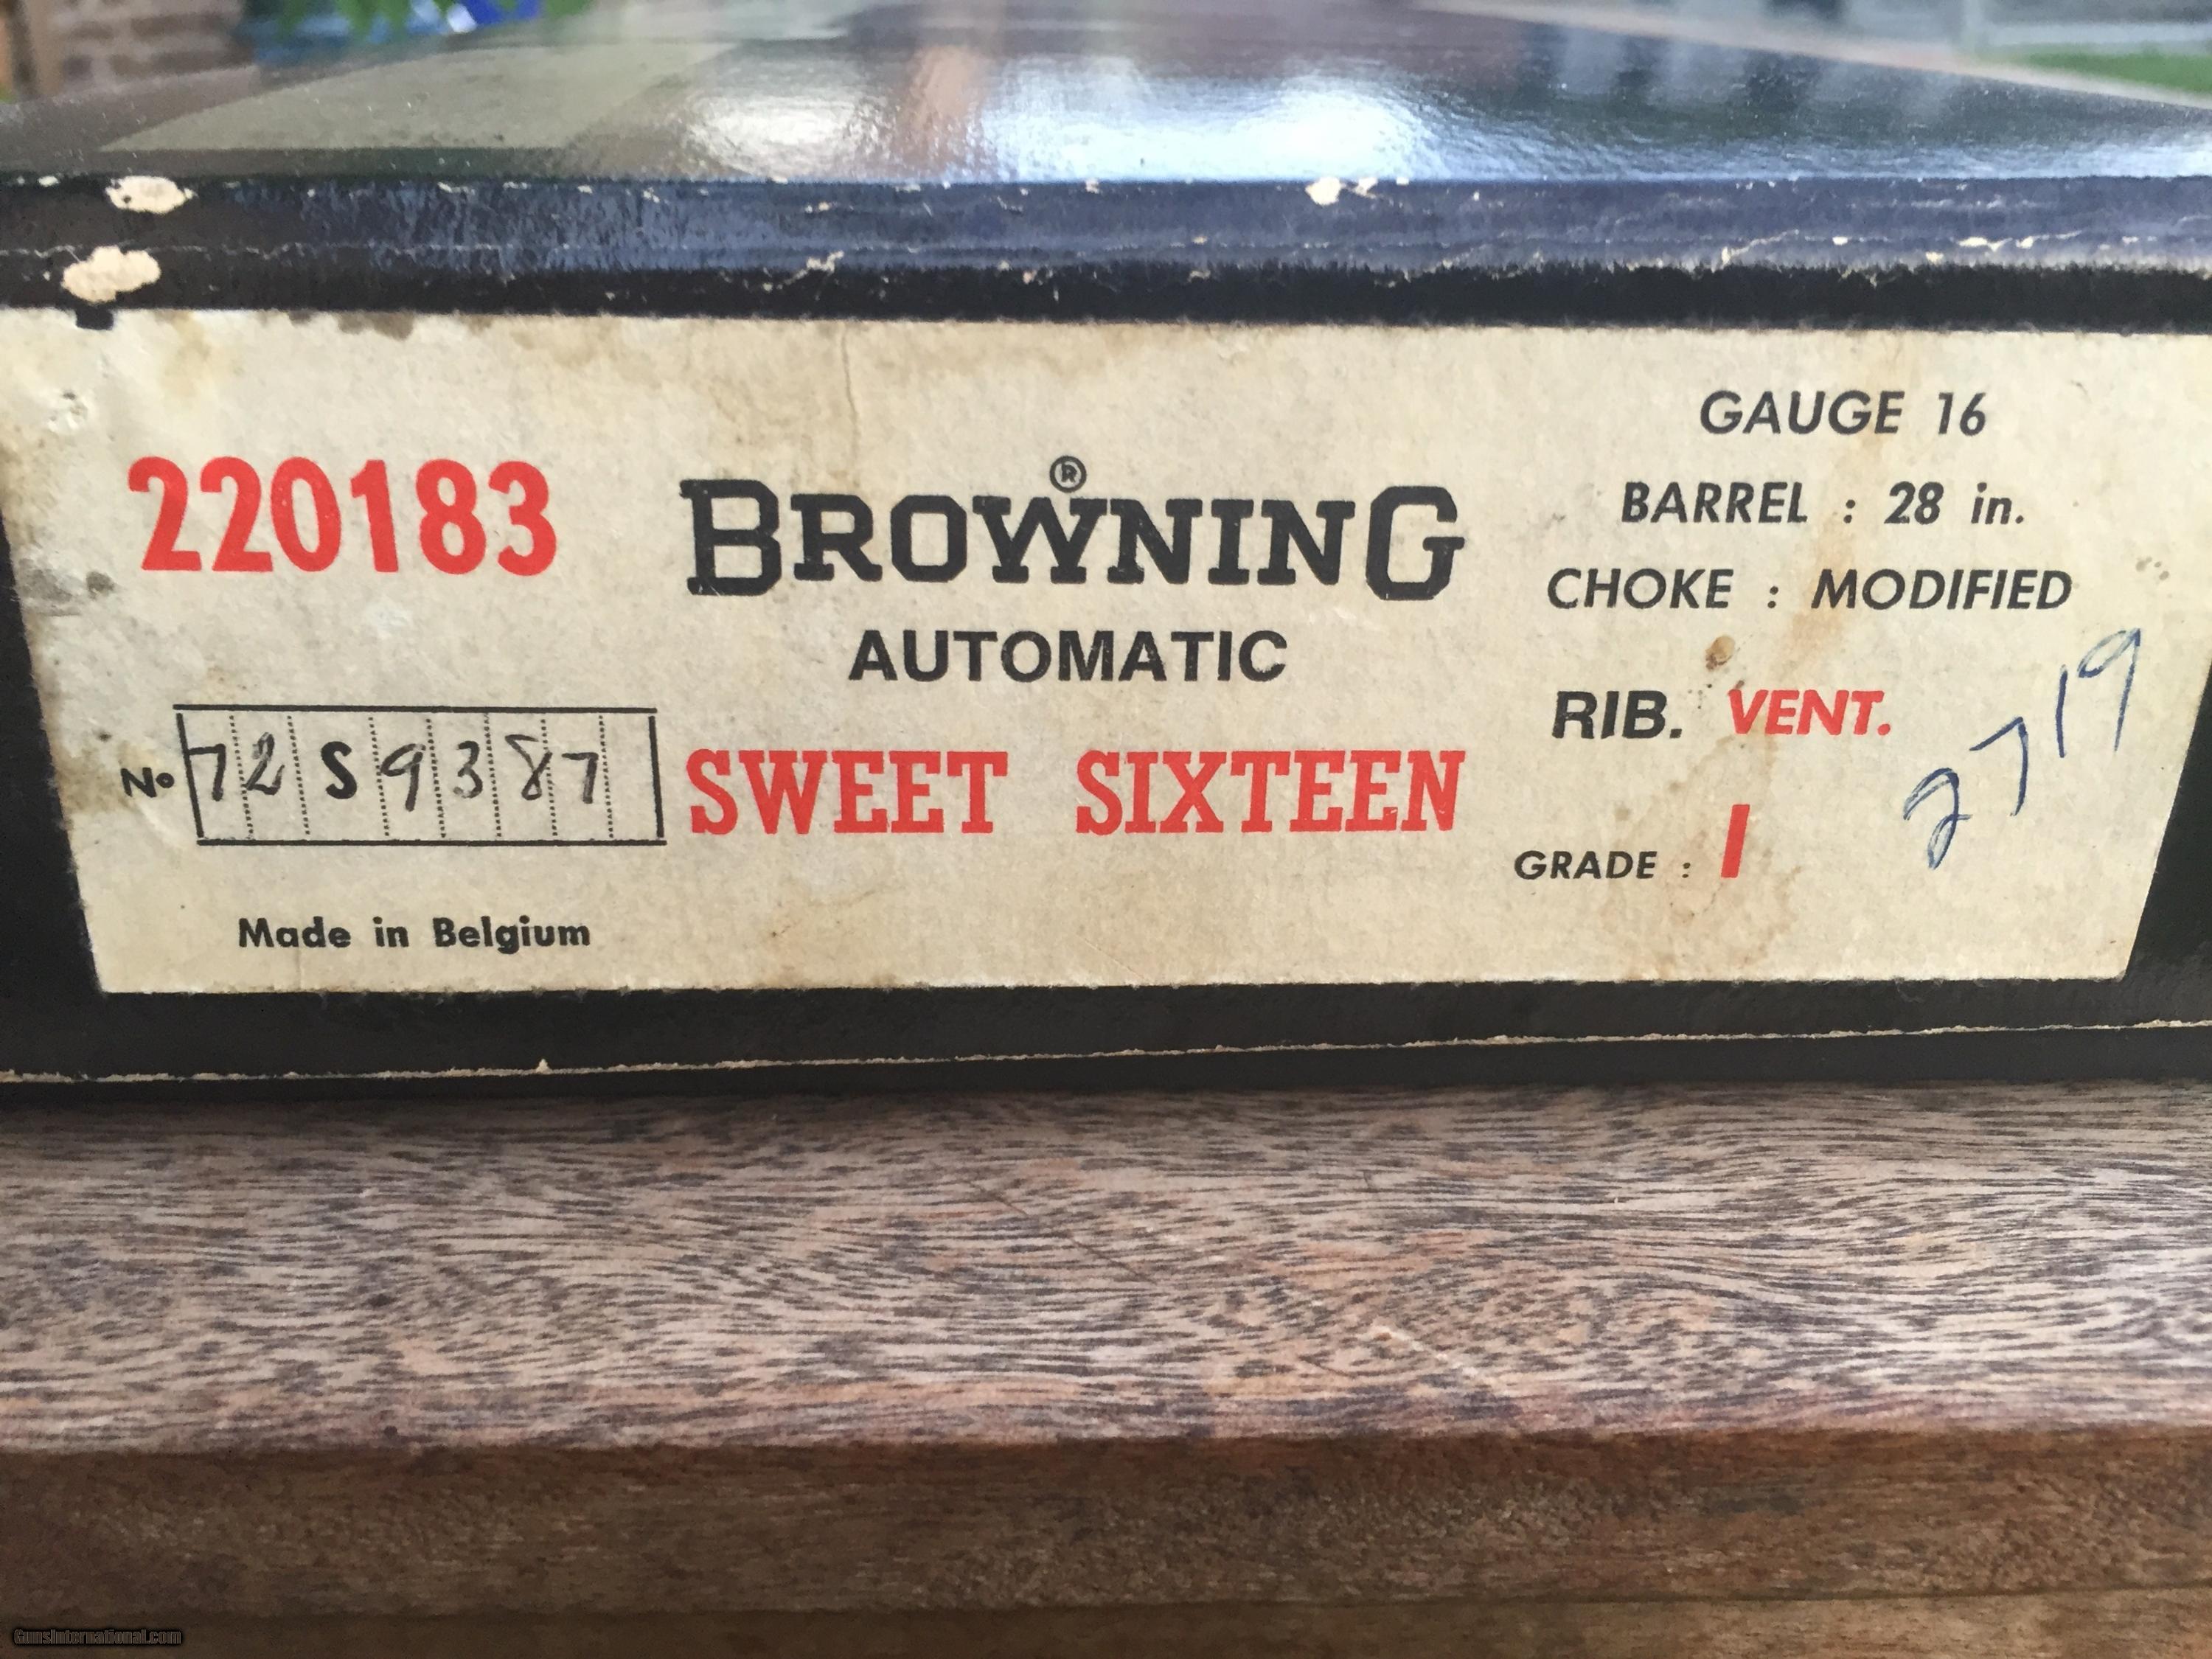 220183
BROWNING®
AUTOMATIC
SWEET SIXTEEN
No 72S9387
Made in Belgium
GAUGE 16
BARREL : 28 in.
CHOKE : MODIFIED
RIB. VENT.
GRADE : I
2719
GunsInternational.com